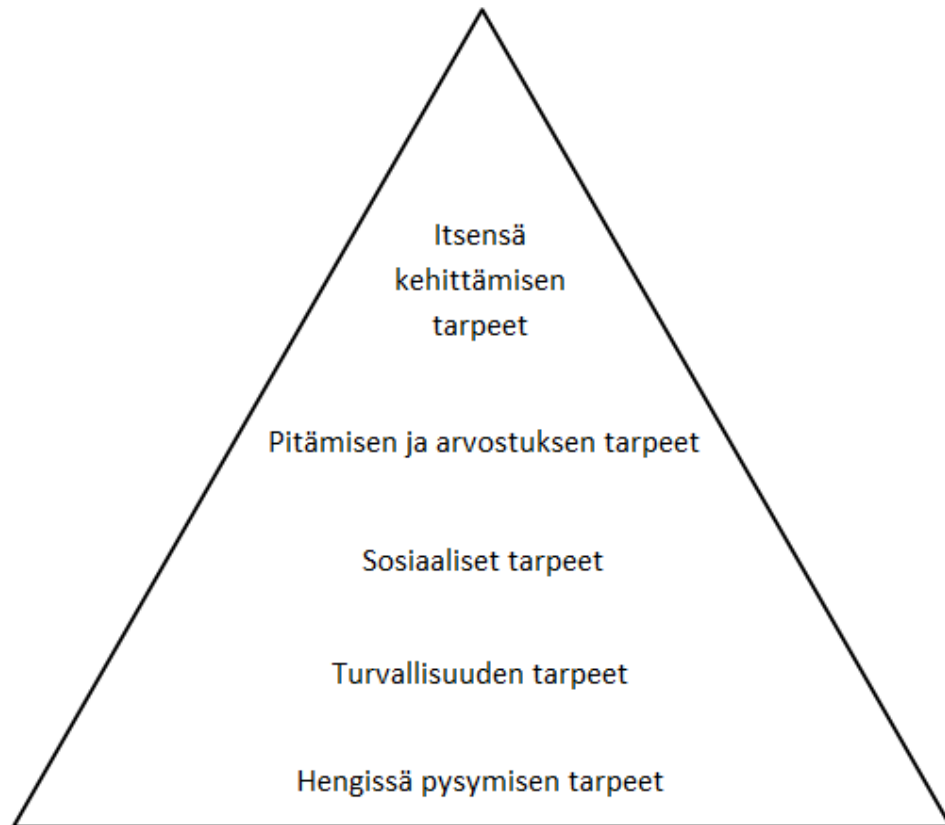 Itsensä
kehittämisen
tarpeet
Pitämisen ja arvostuksen tarpeet
Sosiaaliset tarpeet
Turvallisuuden tarpeet
Hengissä pysymisen tarpeet